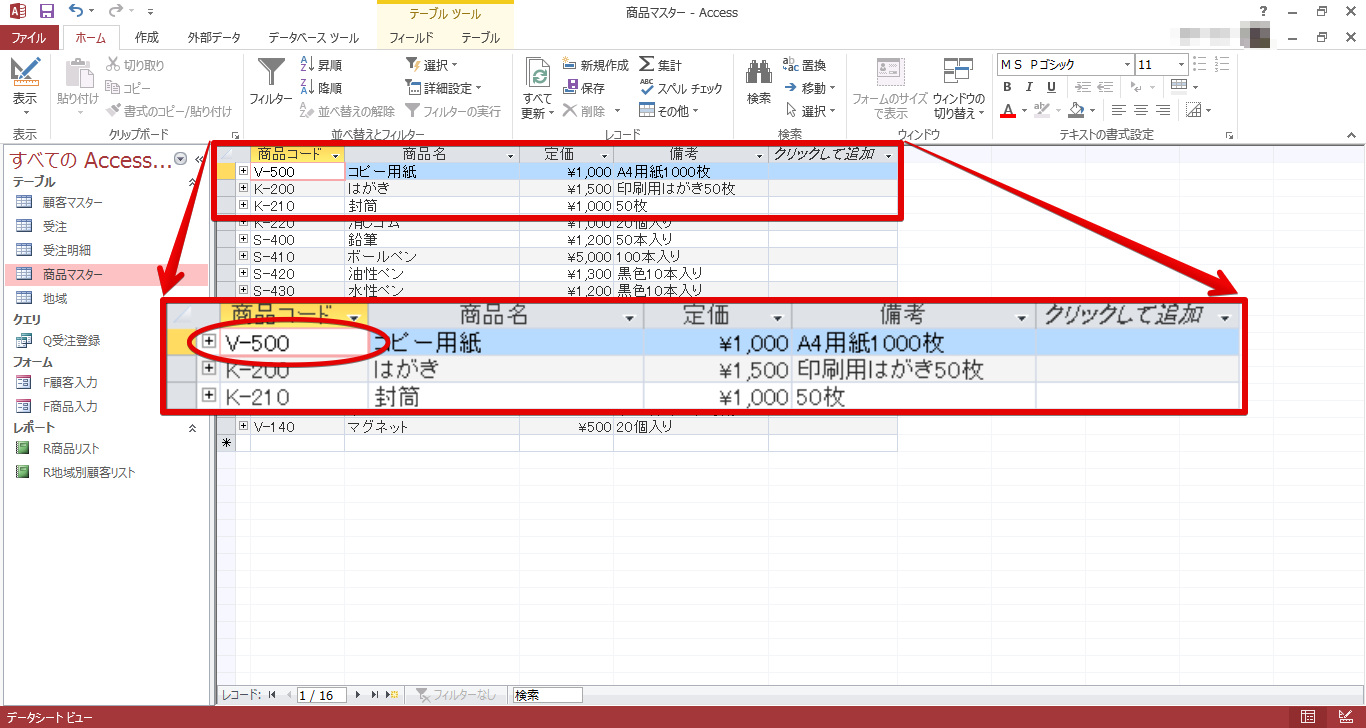 商品マスター - Access
テーブル ツール
ファイル ホーム 作成 外部データ データベース ツール フィールド テーブル
表示
表示
貼り付け
切り取り
コピー
書式のコピー/貼り付け
クリップボード
フィルター
昇順
降順
並べ替えの解除
選択
詳細設定
フィルターの実行
並べ替えとフィルター
すべて
更新
新規作成
保存
削除
集計
スペル チェック
その他
レコード
検索
置換
移動
選択
検索
フォームのサイズ
で表示
ウィンドウの
切り替え
ウィンドウ
MS Pゴシック 11
B I U
テキストの書式設定
すべての Access...
テーブル
顧客マスター
受注
受注明細
商品マスター
地域
クエリ
Q受注登録
フォーム
F顧客入力
F商品入力
レポート
R商品リスト
R地域別顧客リスト
商品コード 商品名 定価 備考 クリックして追加
V-500 コピー用紙 ¥1,000 A4用紙1000枚
K-200 はがき ¥1,500 印刷用はがき50枚
K-210 封筒 ¥1,000 50枚
K-220 消しゴム ¥1,000 20個入り
S-400 鉛筆 ¥1,200 50本入り
S-410 ボールペン ¥5,000 100本入り
S-420 油性ペン ¥1,300 黒色10本入り
S-430 水性ペン ¥1,200 黒色10本入り
商品コード 商品名 定価 備考 クリックして追加
V-500 コピー用紙 ¥1,000 A4用紙1000枚
K-200 はがき ¥1,500 印刷用はがき50枚
K-210 封筒 ¥1,000 50枚
V-140 マグネット ¥500 20個入り
レコード: 1 / 16 フィルターなし 検索
データシート ビュー